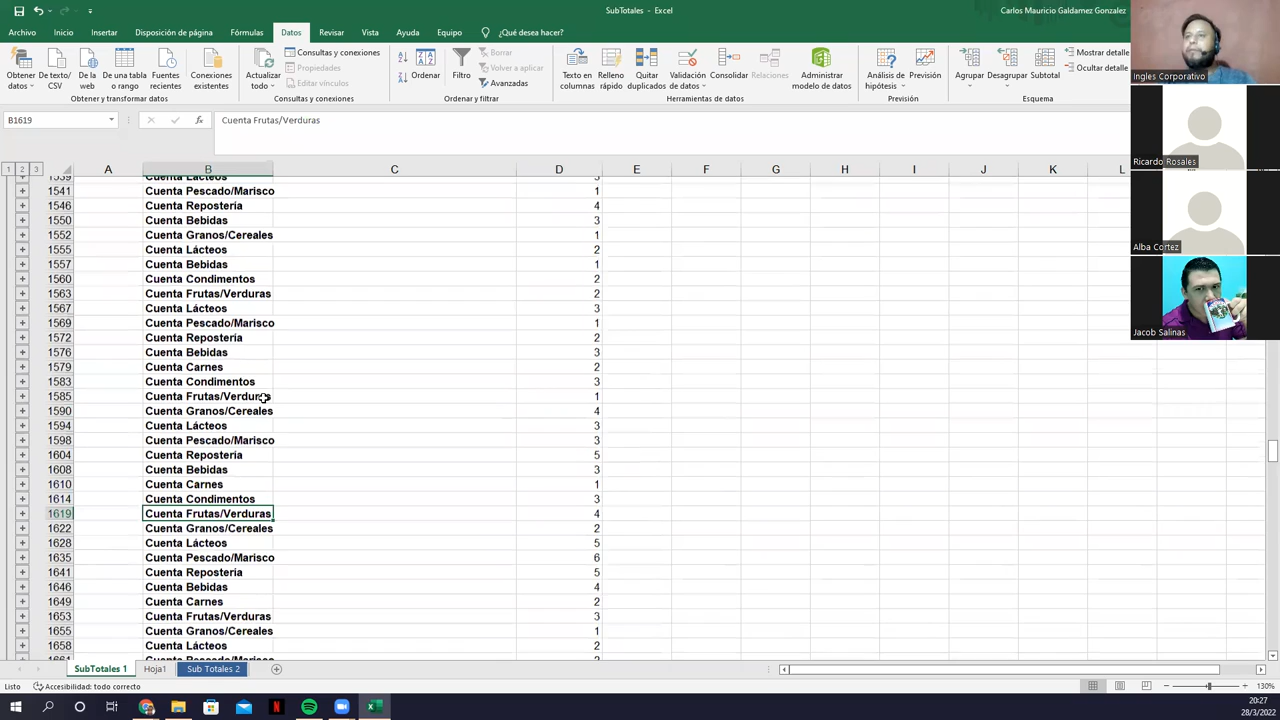 SubTotales - Excel
Carlos Mauricio Galdamez Gonzalez
Archivo Inicio Insertar Disposición de página Fórmulas Datos Revisar Vista Ayuda Equipo ¿Qué desea hacer?
Obtener datos
De texto/CSV
De la web
De una tabla o rango
Fuentes recientes
Conexiones existentes
Obtener y transformar datos
Actualizar todo
Consultas y conexiones
Propiedades
Editar vínculos
Consultas y conexiones
Ordenar
Filtro
Borrar
Volver a aplicar
Avanzadas
Ordenar y filtrar
Texto en columnas
Relleno rápido
Quitar duplicados
Validación de datos
Consolidar
Relaciones
Administrar modelo de datos
Herramientas de datos
Análisis de hipótesis
Previsión
Previsión
Agrupar
Desagrupar
Subtotal
Mostrar detalle
Ocultar detalle
Esquema
Ingles Corporativo
Ricardo Rosales
Alba Cortez
Jacob Salinas
B1619
fx
Cuenta Frutas/Verduras
1 2 3
A B C D E F G H I J K L
1539 Cuenta Lácteos 3
1541 Cuenta Pescado/Marisco 1
1546 Cuenta Repostería 4
1550 Cuenta Bebidas 3
1552 Cuenta Granos/Cereales 1
1555 Cuenta Lácteos 2
1557 Cuenta Bebidas 1
1560 Cuenta Condimentos 2
1563 Cuenta Frutas/Verduras 2
1567 Cuenta Lácteos 3
1569 Cuenta Pescado/Marisco 1
1572 Cuenta Repostería 2
1576 Cuenta Bebidas 3
1579 Cuenta Carnes 2
1583 Cuenta Condimentos 3
1585 Cuenta Frutas/Verduras 1
1590 Cuenta Granos/Cereales 4
1594 Cuenta Lácteos 3
1598 Cuenta Pescado/Marisco 3
1604 Cuenta Repostería 5
1608 Cuenta Bebidas 3
1610 Cuenta Carnes 1
1614 Cuenta Condimentos 3
1619 Cuenta Frutas/Verduras 4
1622 Cuenta Granos/Cereales 2
1628 Cuenta Lácteos 5
1635 Cuenta Pescado/Marisco 6
1641 Cuenta Repostería 5
1646 Cuenta Bebidas 4
1649 Cuenta Carnes 2
1653 Cuenta Frutas/Verduras 3
1655 Cuenta Granos/Cereales 1
1658 Cuenta Lácteos 2
1661 Cuenta Pescado/Marisco
SubTotales 1 Hoja1 Sub Totales 2
Listo Accesibilidad: todo correcto
130%
20:27
28/3/2022